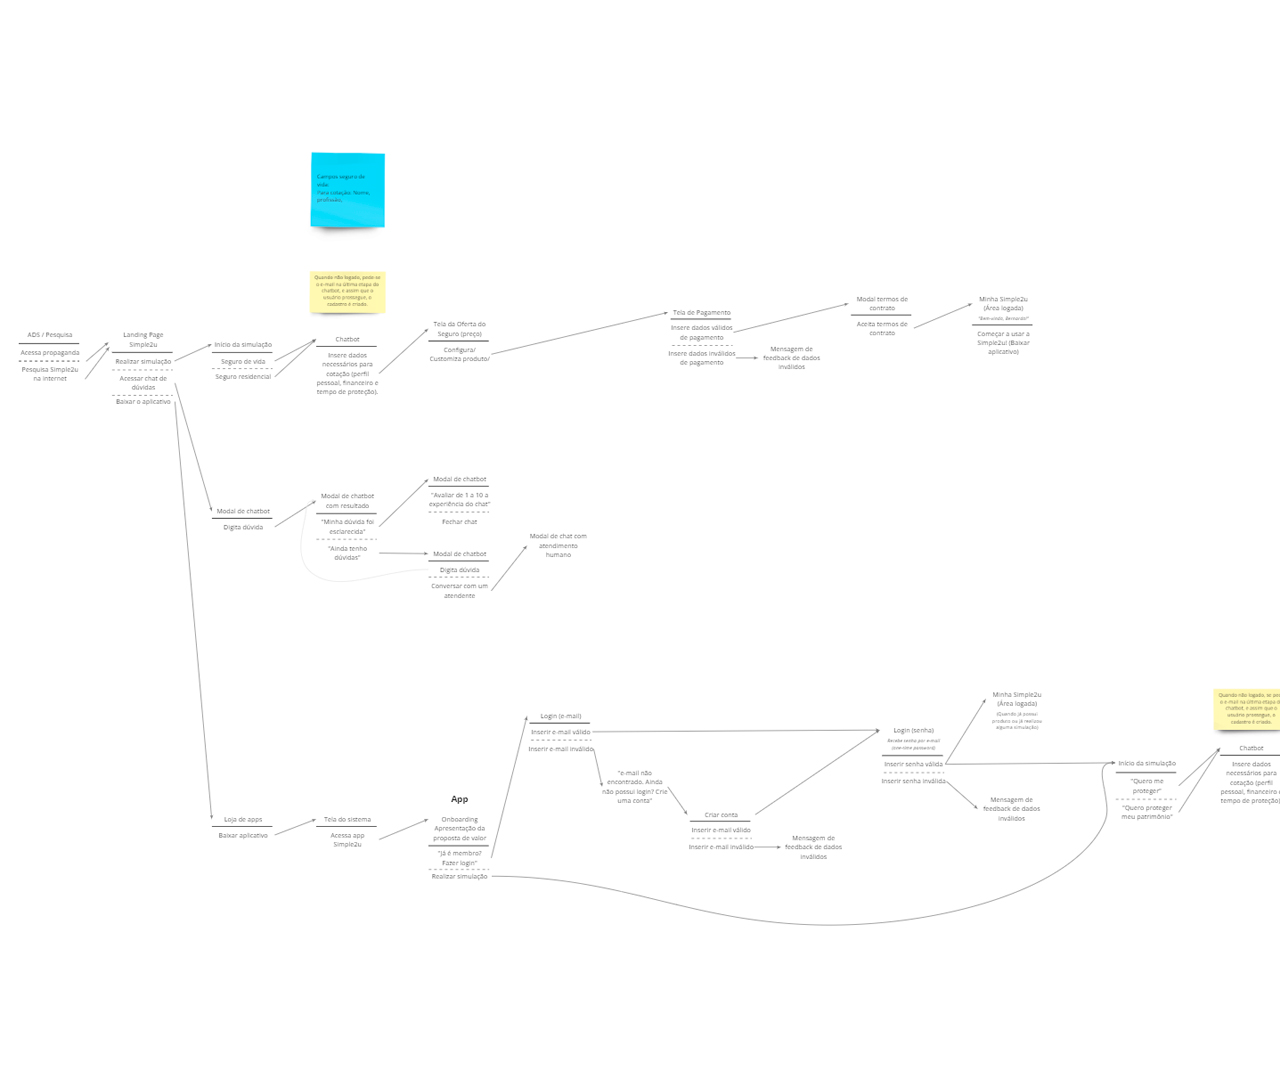 Campos seguro de
vida.
Para cotação: Nome,
profissão,
Quando não logado, pede-se
o e-mail na última etapa do
chatbot, e assim que o
usuário prossegue, o
cadastro é criado.
ADS / Pesquisa
Acessa propaganda
Pesquisa Simple2u
na internet
Landing Page
Simple2u
Realizar simulação
Acessar chat de
dúvidas
Baixar o aplicativo
Início da simulação
Seguro de vida
Seguro residencial
Chatbot
Insere dados
necessários para
cotação (perfil
pessoal, financeiro e
tempo de proteção).
Tela da Oferta do
Seguro (preço)
Configura/
Customiza produto/
Tela de Pagamento
Insere dados válidos
de pagamento
Insere dados inválidos
de pagamento
Mensagem de
feedback de dados
inválidos
Modal termos de
contrato
Aceita termos de
contrato
Minha Simple2u
(Área logada)
"Bem-vindo, Bernardo!"
Começar a usar a
Simple2u! (Baixar
aplicativo)
Modal de chatbot
Digita dúvida
Modal de chatbot
com resultado
"Minha dúvida foi
esclarecida"
"Ainda tenho
dúvidas"
Modal de chatbot
"Avaliar de 1 a 10 a
experiência do chat"
Fechar chat
Modal de chatbot
Digita dúvida
Conversar com um
atendente
Modal de chat com
atendimento
humano
Loja de apps
Baixar aplicativo
Tela do sistema
Acessa app
Simple2u
App
Onboarding
Apresentação da
proposta de valor
"Já é membro?
Fazer login"
Realizar simulação
Login (e-mail)
Inserir e-mail válido
Inserir e-mail inválido
"e-mail não
encontrado. Ainda
não possui login? Crie
uma conta"
Criar conta
Inserir e-mail válido
Inserir e-mail inválido
Mensagem de
feedback de dados
inválidos
Login (senha)
Recebe senha por e-mail
(one-time password)
Inserir senha válida
Inserir senha inválida
Minha Simple2u
(Área logada)
(Quando já possui
produto ou já realizou
alguma simulação)
Mensagem de
feedback de dados
inválidos
Início da simulação
"Quero me
proteger"
"Quero proteger
meu patrimônio"
Quando não logado, se pe
o e-mail na última etapa d
chatbot, e assim que o
usuário prossegue, o
cadastro é criado.
Chatbot
Insere dados
necessários para
cotação (perfil
pessoal, financeiro
tempo de proteção)